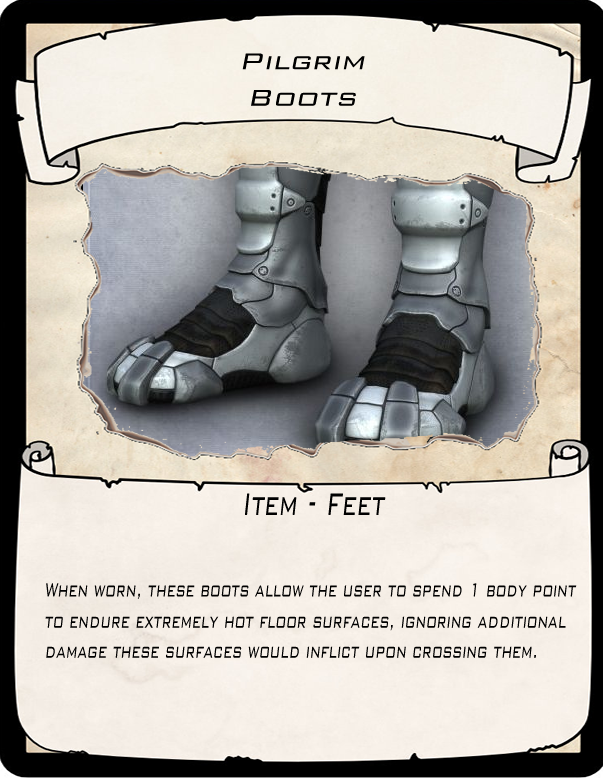 Pilgrim
Boots
Item - Feet
When worn, these boots allow the user to spend 1 body point
to endure extremely hot floor surfaces, ignoring additional
damage these surfaces would inflict upon crossing them.